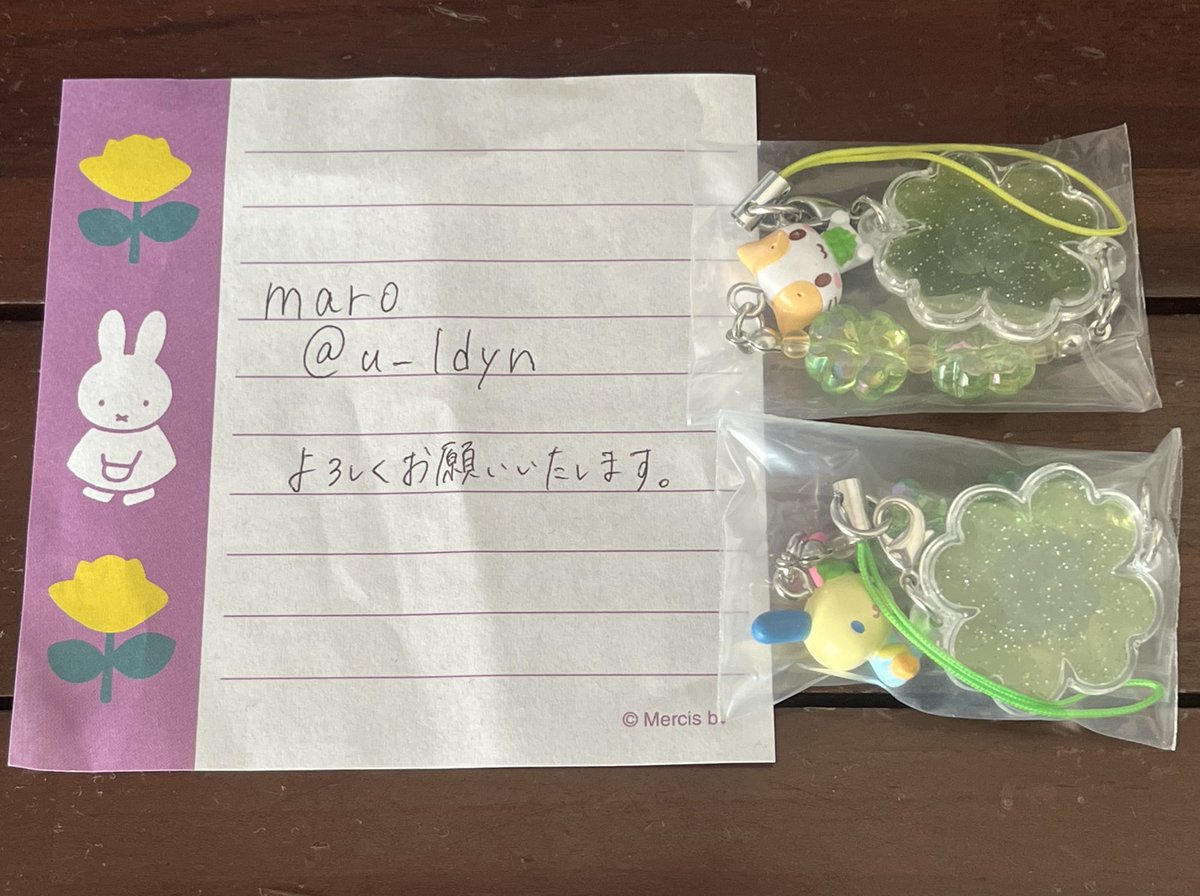 maro
@u_ldyn
よろしくお願いいたします。
© Mercis b